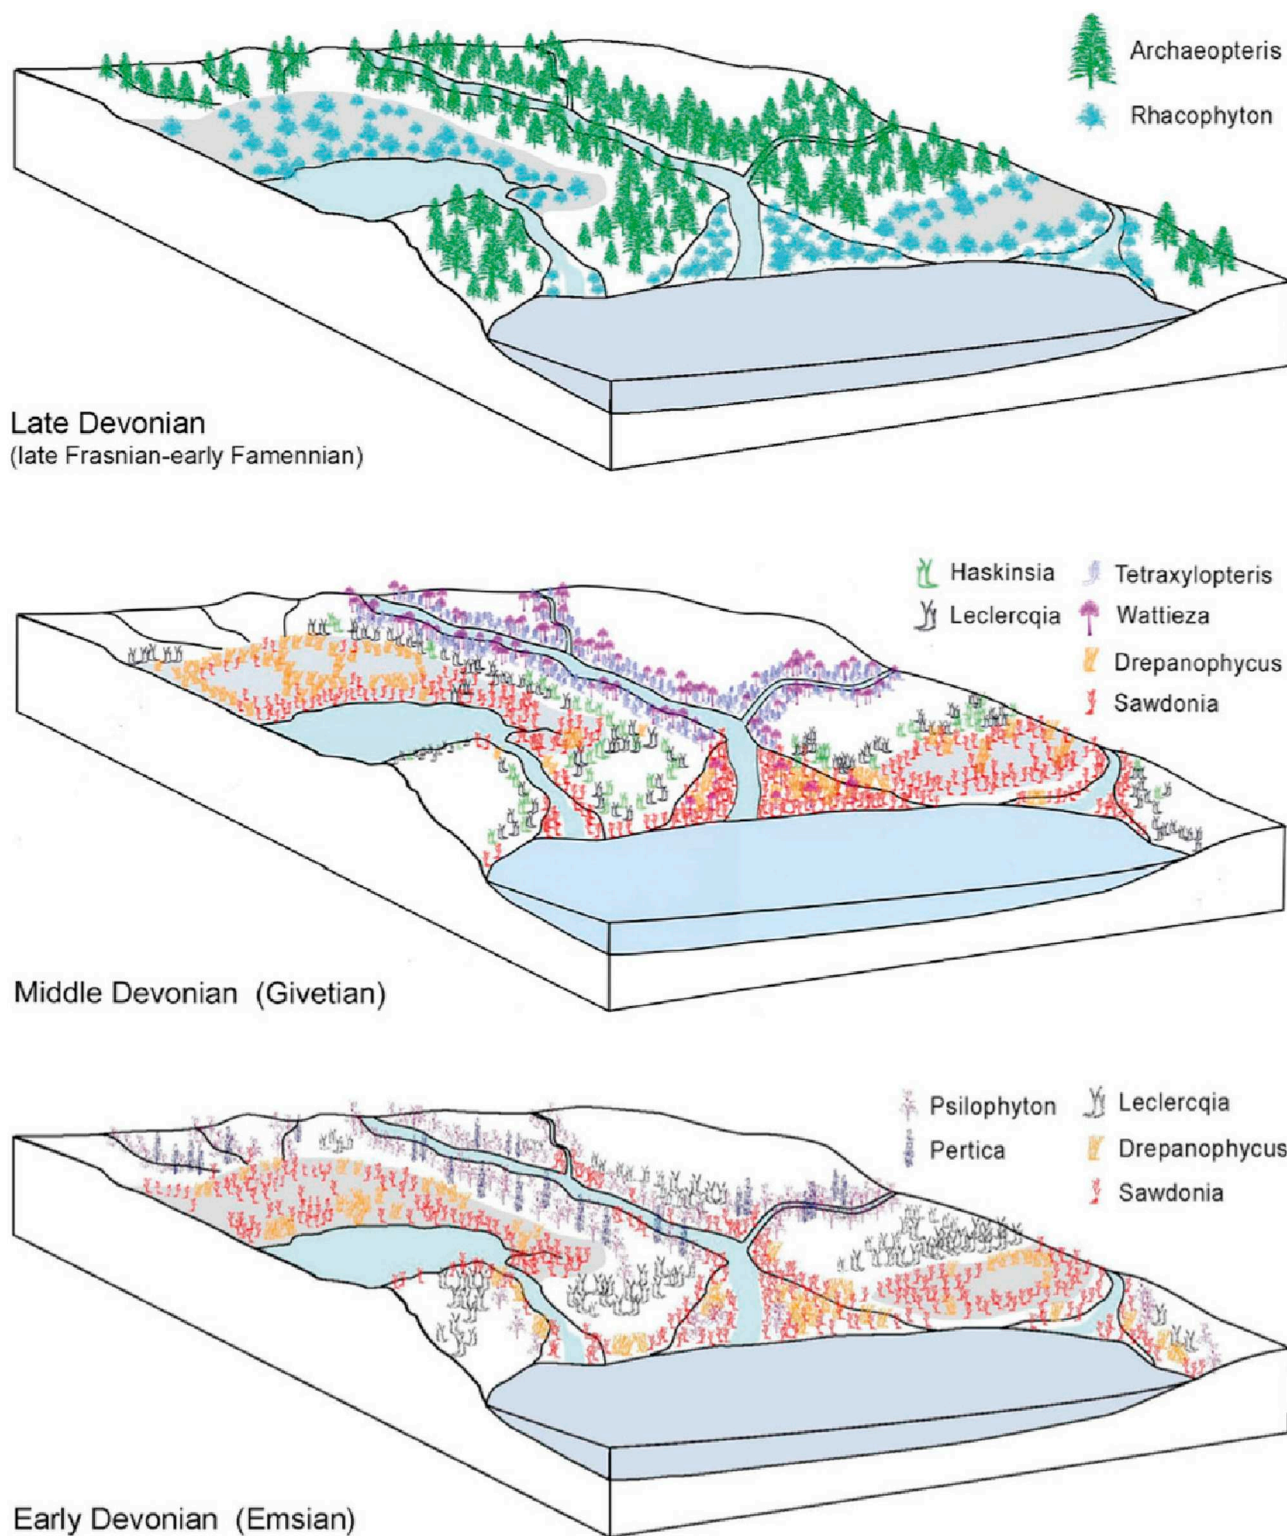 Archaeopteris
Rhacophyton
Late Devonian
(late Frasnian-early Famennian)
Haskinsia
Tetraxylopteris
Leclercqia
Wattieza
Drepanophycus
Sawdonia
Middle Devonian (Givetian)
Psilophyton
Leclercqia
Pertica
Drepanophycus
Sawdonia
Early Devonian (Emsian)